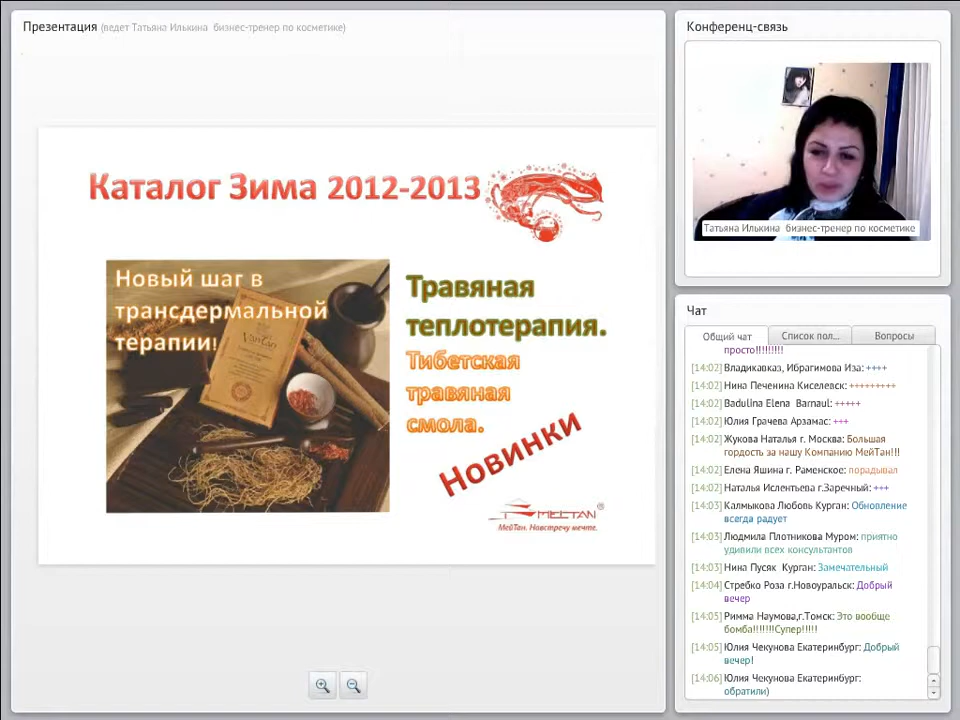 Презентация (ведет Татьяна Илькина бизнес-тренер по косметике)
Каталог Зима 2012-2013
Новый шаг в
трансдермальной
терапии!
Травяная
теплотерапия.
Тибетская
травяная
смола.
Новинки
MEITAN®
МейТан. Навстречу мечте.
Конференц-связь
Татьяна Илькина бизнес-тренер по косметике
Чат
Общий чат
Список пол...
Вопросы
просто!!!!!!!!!
[14:02] Владикавказ, Ибрагимова Иза: ++++
[14:02] Нина Печенина Киселевск: +++++++++
[14:02] Badulina Elena Barnaul: +++++
[14:02] Юлия Грачева Арзамас: +++
[14:02] Жукова Наталья г. Москва: Большая
гордость за нашу Компанию МейТан!!!
[14:02] Елена Яшина г. Раменское: порадывал
[14:02] Наталья Ислентьева г.Заречный: +++
[14:03] Калмыкова Любовь Курган: Обновление
всегда радует
[14:03] Людмила Плотникова Муром: приятно
удивили всех консультантов
[14:03] Нина Пусяк Курган: Замечательный
[14:04] Стребко Роза г.Новоуральск: Добрый
вечер
[14:05] Римма Наумова,г.Томск: Это вообще
бомба!!!!!!!Супер!!!!!
[14:05] Юлия Чекунова Екатеринбург: Добрый
вечер!
[14:06] Юлия Чекунова Екатеринбург:
обратили)